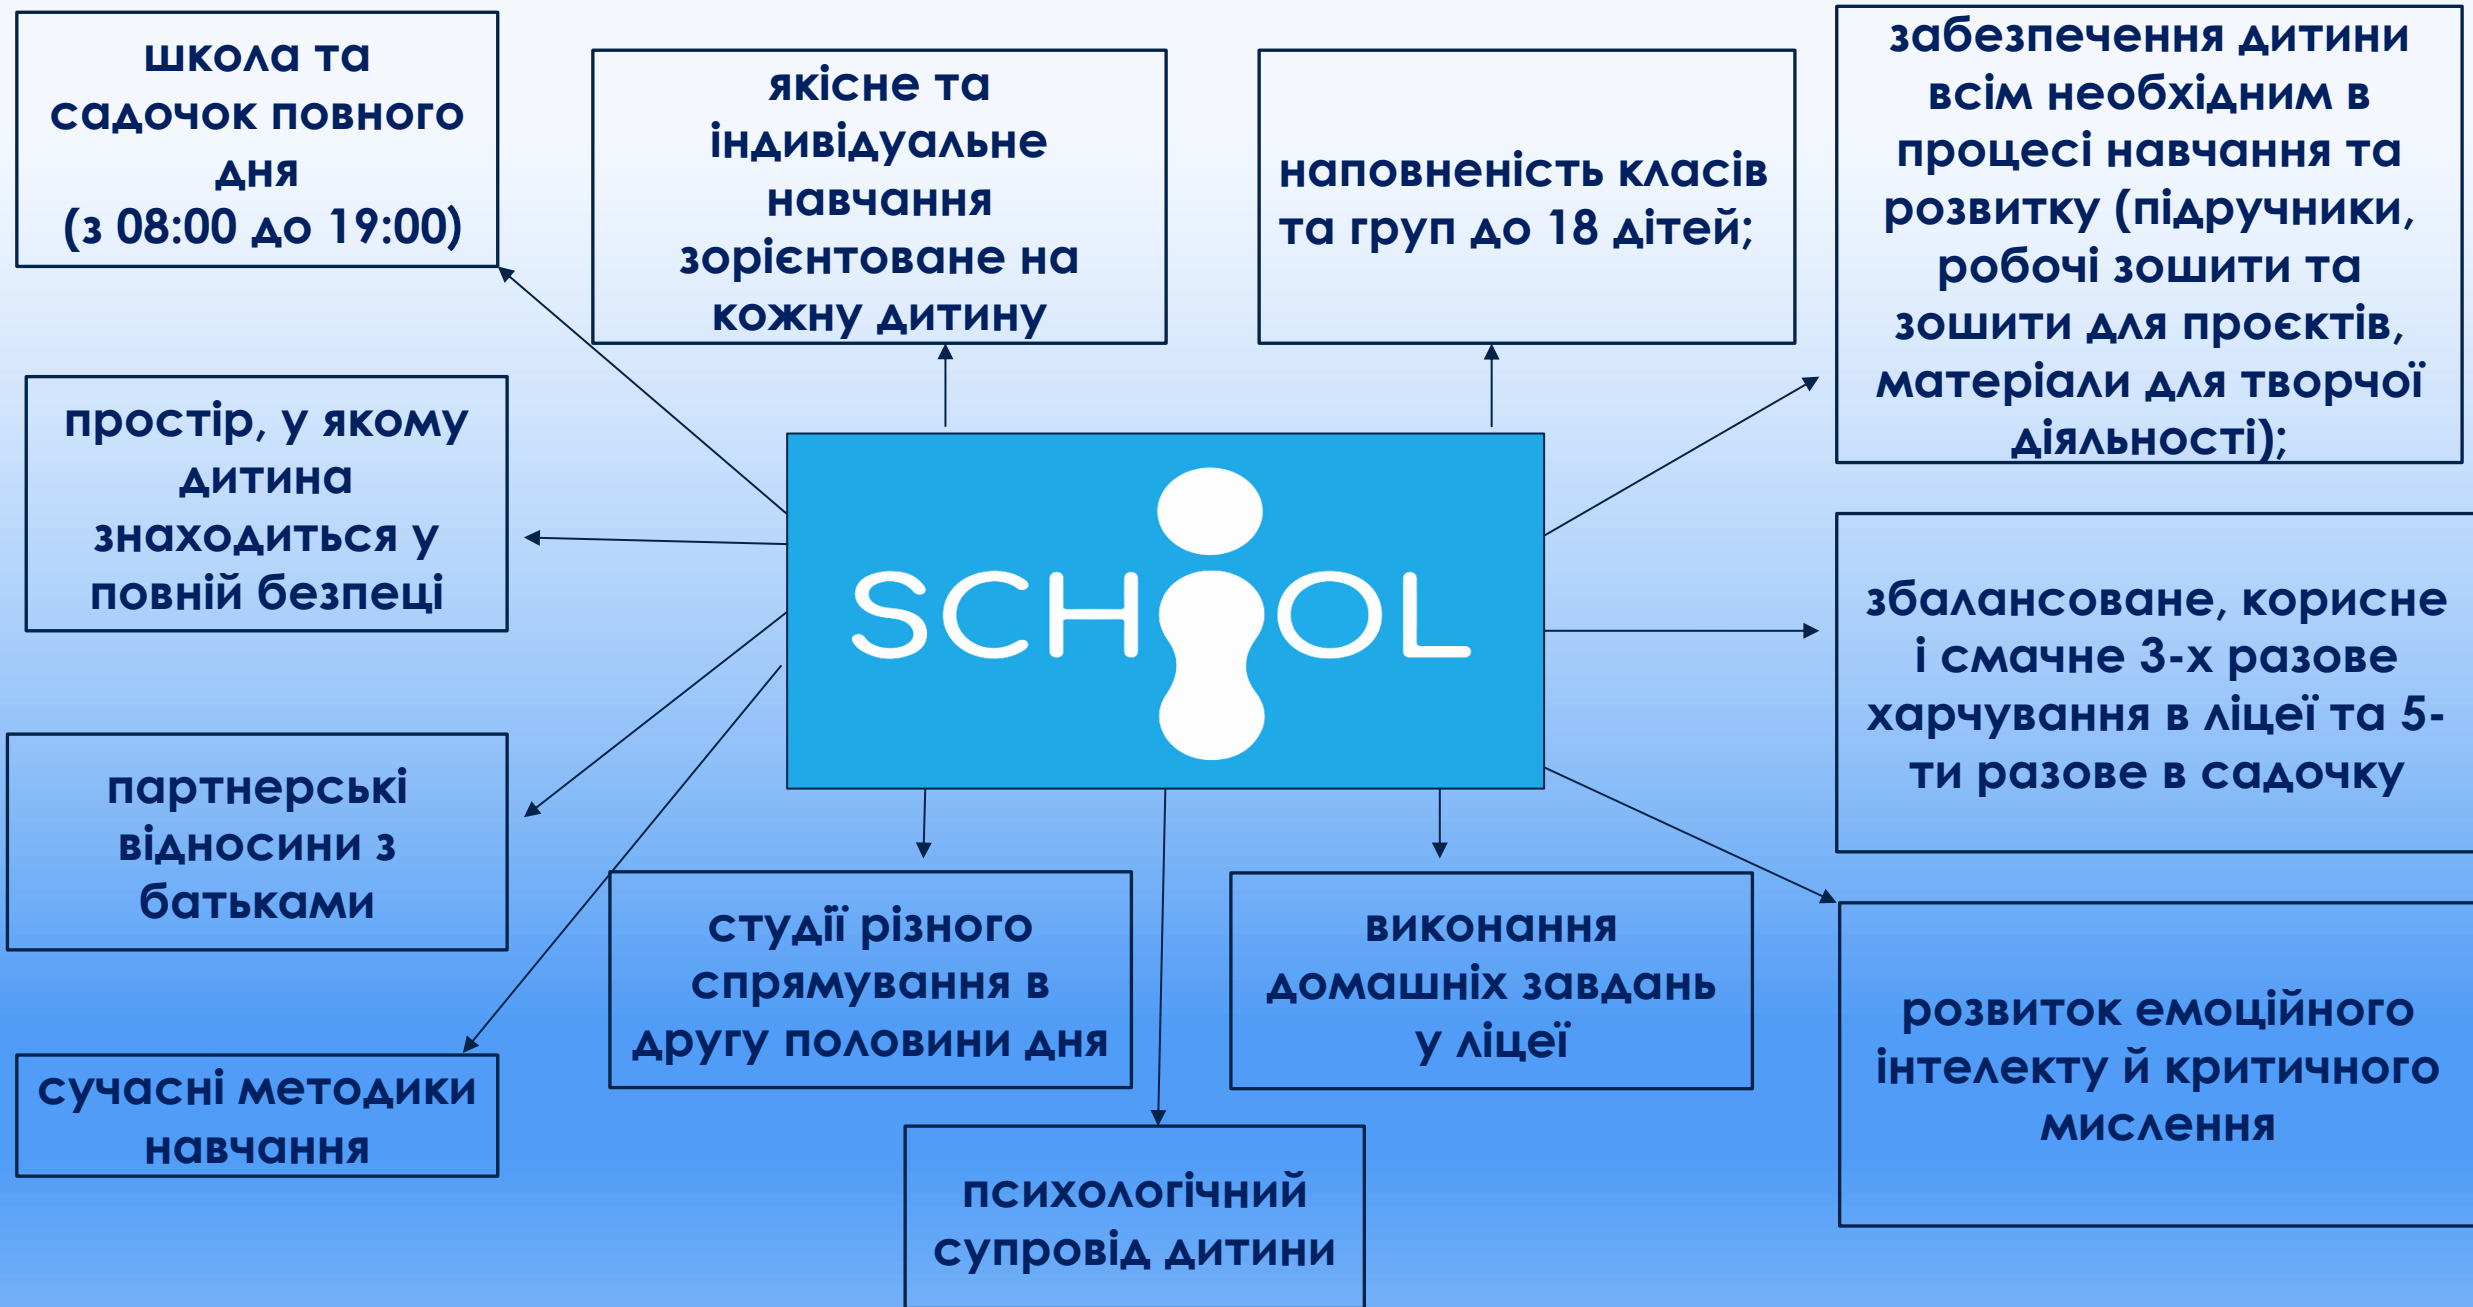 школа та
садочок повного
дня
(з 08:00 до 19:00)
якісне та
індивідуальне
навчання
зорієнтоване на
кожну дитину
наповненість класів
та груп до 18 дітей;
забезпечення дитини
всім необхідним в
процесі навчання та
розвитку (підручники,
робочі зошити та
зошити для проєктів,
матеріали для творчої
діяльності);
простір, у якому
дитина
знаходиться у
повній безпеці
SCHiOL
збалансоване, корисне
і смачне 3-х разове
харчування в ліцеї та 5-
ти разове в садочку
партнерські
відносини з
батьками
студії різного
спрямування в
другу половини дня
виконання
домашніх завдань
у ліцеї
розвиток емоційного
інтелекту й критичного
мислення
сучасні методики
навчання
психологічний
супровід дитини